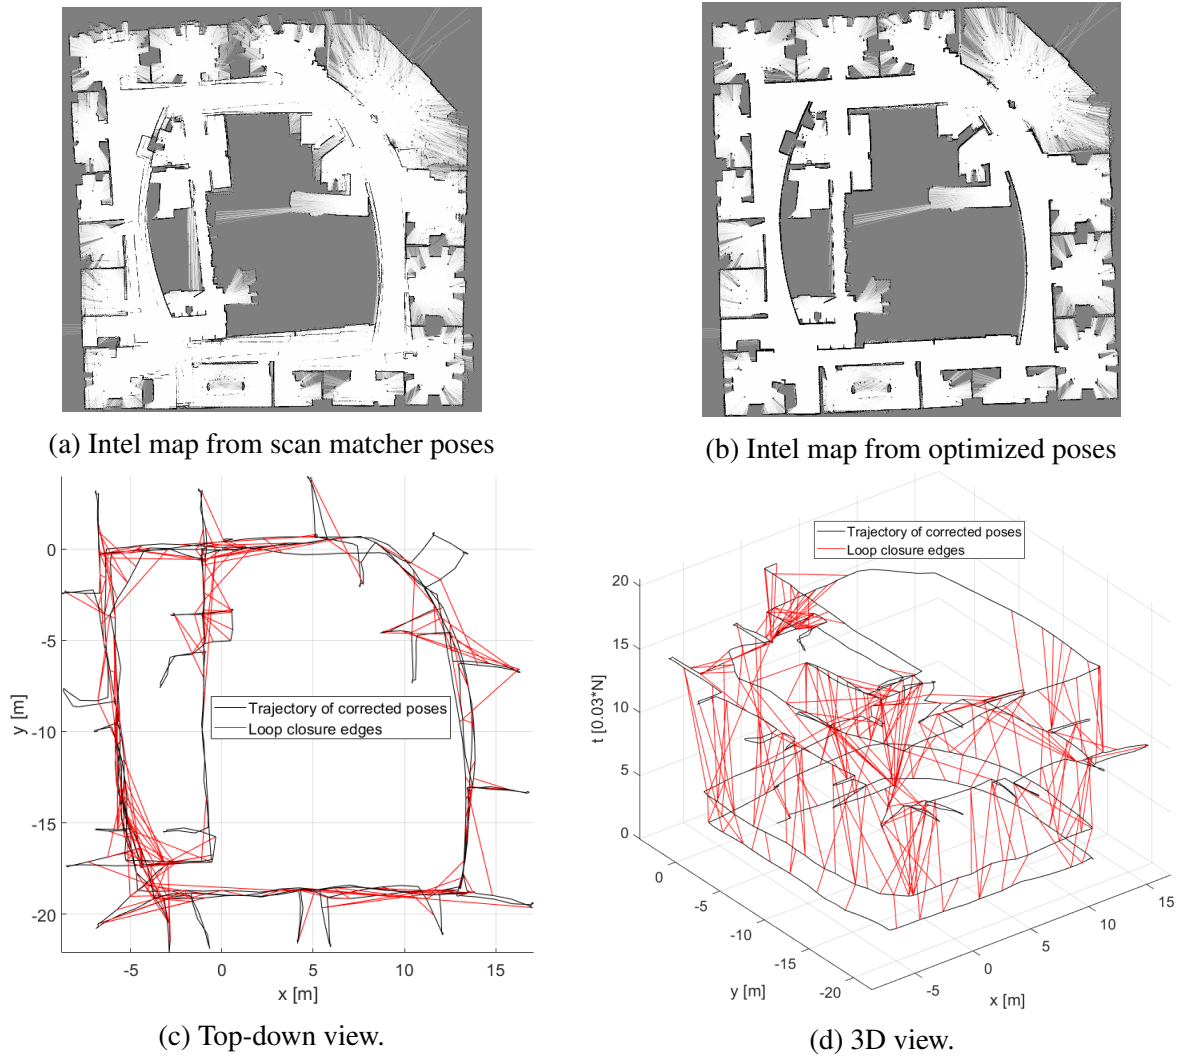 (a) Intel map from scan matcher poses
(b) Intel map from optimized poses
0
-5
-10
-15
-20
y [m]
Trajectory of corrected poses
Loop closure edges
-5
0
5
10
15
x [m]
(c) Top-down view.
Trajectory of corrected poses
Loop closure edges
20
15
10
5
0
t [0.03*N]
0
-5
-10
-15
-20
y [m]
-5
0
5
10
15
x [m]
(d) 3D view.